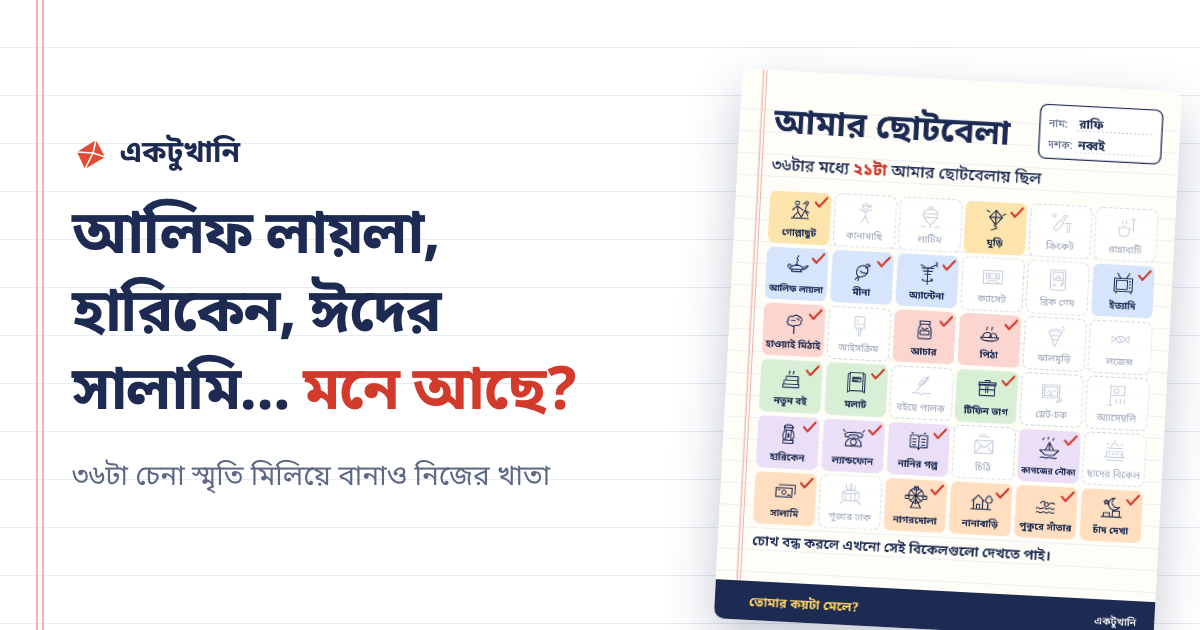 একটুখানি
আলিফ লায়লা,
হারিকেন, ঈদের
সালামি... মনে আছে?
৩৬টা চেনা স্মৃতি মিলিয়ে বানাও নিজের খাতা
আমার ছোটবেলা
নাম: রাফি
দশক: নব্বই
৩৬টার মধ্যে ২১টা আমার ছোটবেলায় ছিল
গোল্লাছুট কানামাছি লাটিম ঘুড়ি ক্রিকেট রান্নাবাটি
আলিফ লায়লা মীনা অ্যান্টেনা ক্যাসেট ব্রিক গেম ইত্যাদি
হাওয়াই মিঠাই আইসক্রিম আচার পিঠা ঝালমুড়ি লজেন্স
নতুন বই মলাট বইয়ে পালক টিফিন ভাগ স্লেট-চক অ্যাসেম্বলি
হারিকেন ল্যান্ডফোন নানির গল্প চিঠি কাগজের নৌকা ছাদের বিকেল
সালামি পূজার ঢাক নাগরদোলা নানাবাড়ি পুকুরে সাঁতার চাঁদ দেখা
চোখ বন্ধ করলে এখনো সেই বিকেলগুলো দেখতে পাই।
তোমার কয়টা মেলে?
একটুখানি